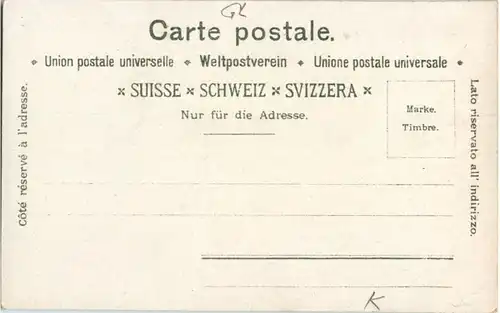 Carte postale.
Union postale universelle • Weltpostverein • Unione postale universale •
× SUISSE × SCHWEIZ × SVIZZERA ×
Nur für die Adresse.
Marke.
Timbre.
Côté réservé à l'adresse.
Lato riservato all' indirizzo.
K